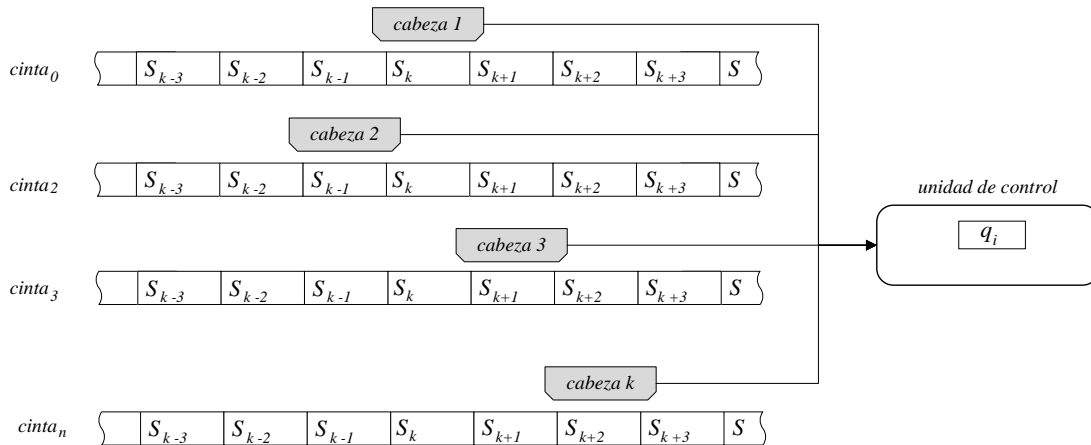 cabeza 1
cinta0 Sk-3 Sk-2 Sk-1 Sk Sk+1 Sk+2 Sk+3 S
cabeza 2
cinta2 Sk-3 Sk-2 Sk-1 Sk Sk+1 Sk+2 Sk+3 S
unidad de control
qi
cabeza 3
cinta3 Sk-3 Sk-2 Sk-1 Sk Sk+1 Sk+2 Sk+3 S
cabeza k
cintan Sk-3 Sk-2 Sk-1 Sk Sk+1 Sk+2 Sk+3 S